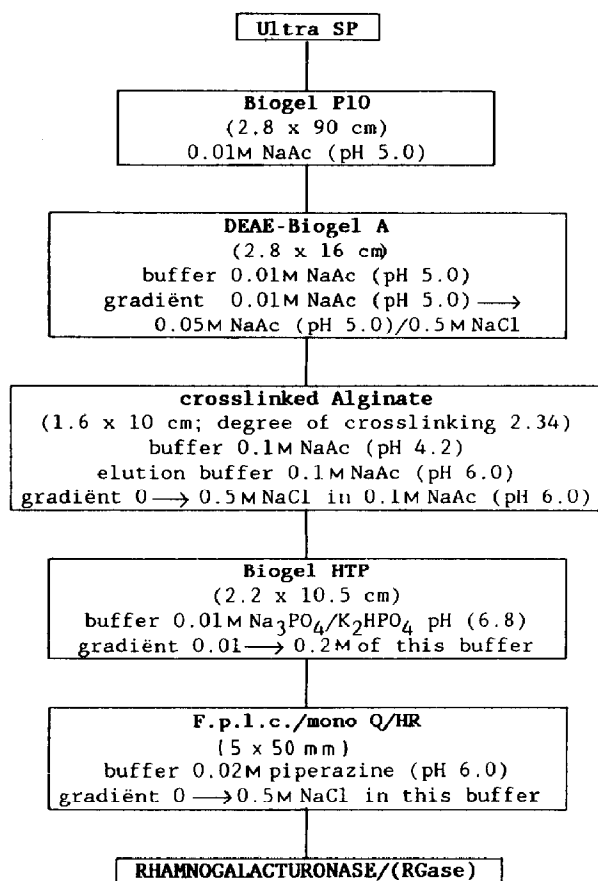 Ultra SP
Biogel P10
(2.8 x 90 cm)
0.01M NaAc (pH 5.0)
DEAE-Biogel A
(2.8 x 16 cm)
buffer 0.01M NaAc (pH 5.0)
gradiënt 0.01M NaAc (pH 5.0) ⟶
0.05M NaAc (pH 5.0)/0.5M NaCl
crosslinked Alginate
(1.6 x 10 cm; degree of crosslinking 2.34)
buffer 0.1M NaAc (pH 4.2)
elution buffer 0.1M NaAc (pH 6.0)
gradiënt 0 ⟶ 0.5M NaCl in 0.1M NaAc (pH 6.0)
Biogel HTP
(2.2 x 10.5 cm)
buffer 0.01M Na₃PO₄/K₂HPO₄ pH (6.8)
gradiënt 0.01 ⟶ 0.2M of this buffer
F.p.l.c./mono Q/HR
(5 x 50 mm)
buffer 0.02M piperazine (pH 6.0)
gradiënt 0 ⟶ 0.5M NaCl in this buffer
RHAMNOGALACTURONASE/(RGase)